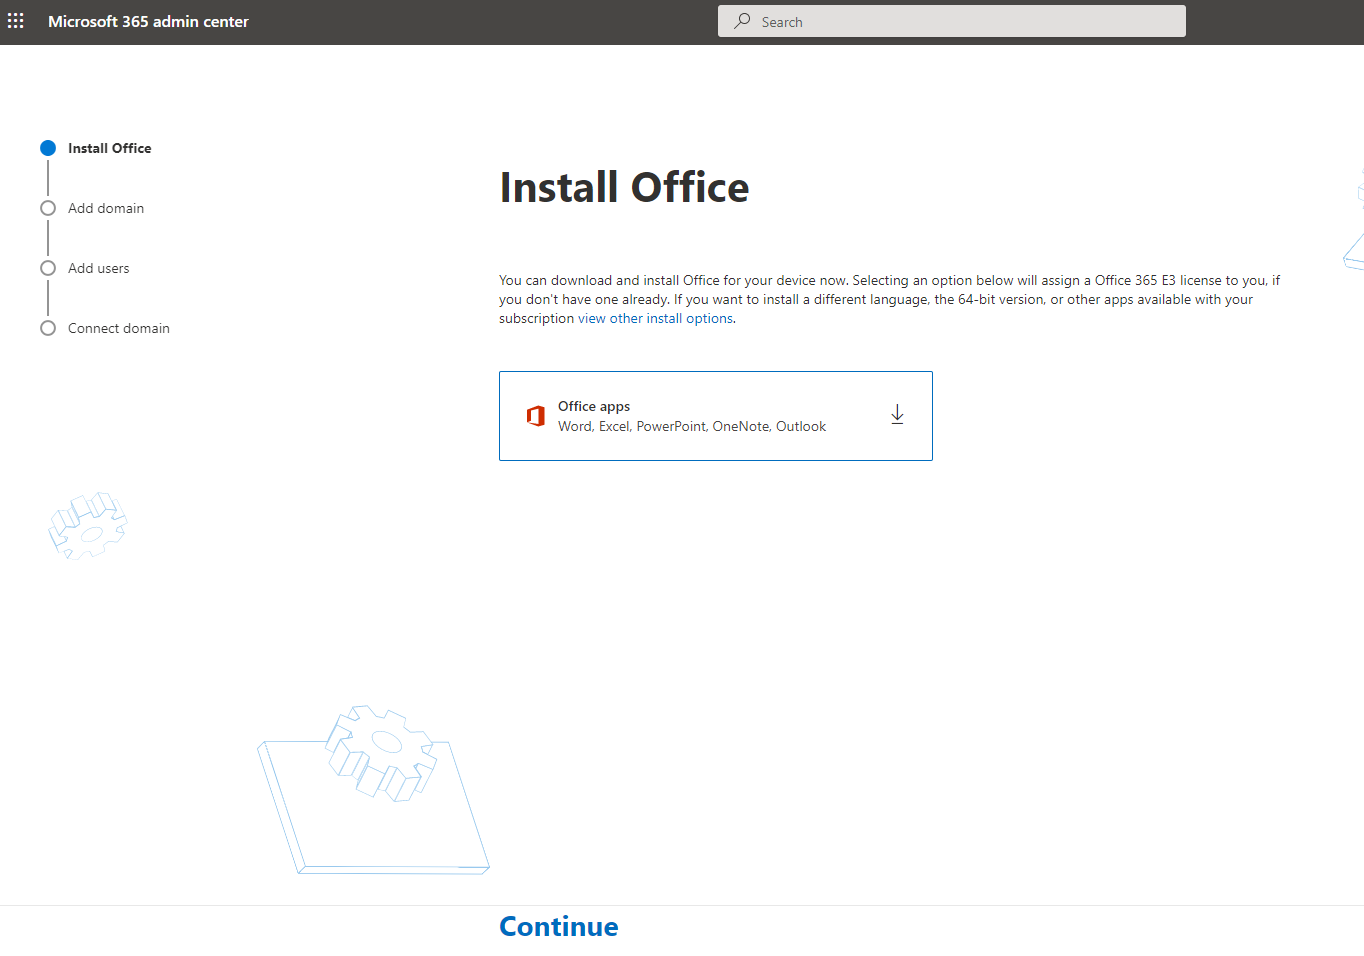 Microsoft 365 admin center
Search
Install Office
Add domain
Add users
Connect domain
Install Office
You can download and install Office for your device now. Selecting an option below will assign a Office 365 E3 license to you, if
you don't have one already. If you want to install a different language, the 64-bit version, or other apps available with your
subscription view other install options.
Office apps
Word, Excel, PowerPoint, OneNote, Outlook
Continue